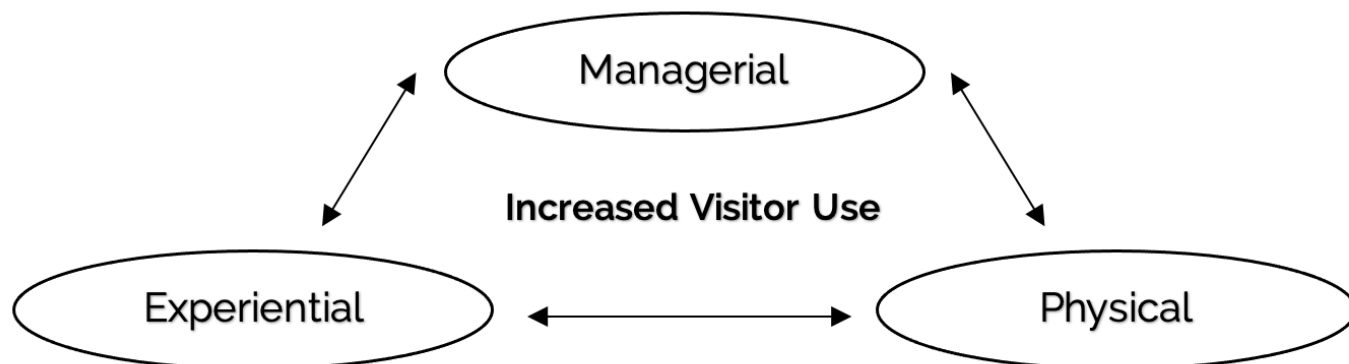 Managerial
Increased Visitor Use
Experiential
Physical